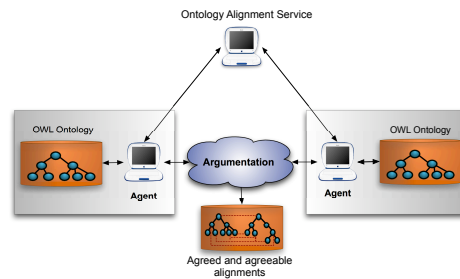 Ontology Alignment Service
OWL Ontology
OWL Ontology
Argumentation
Agent
Agent
Agreed and agreeable
alignments